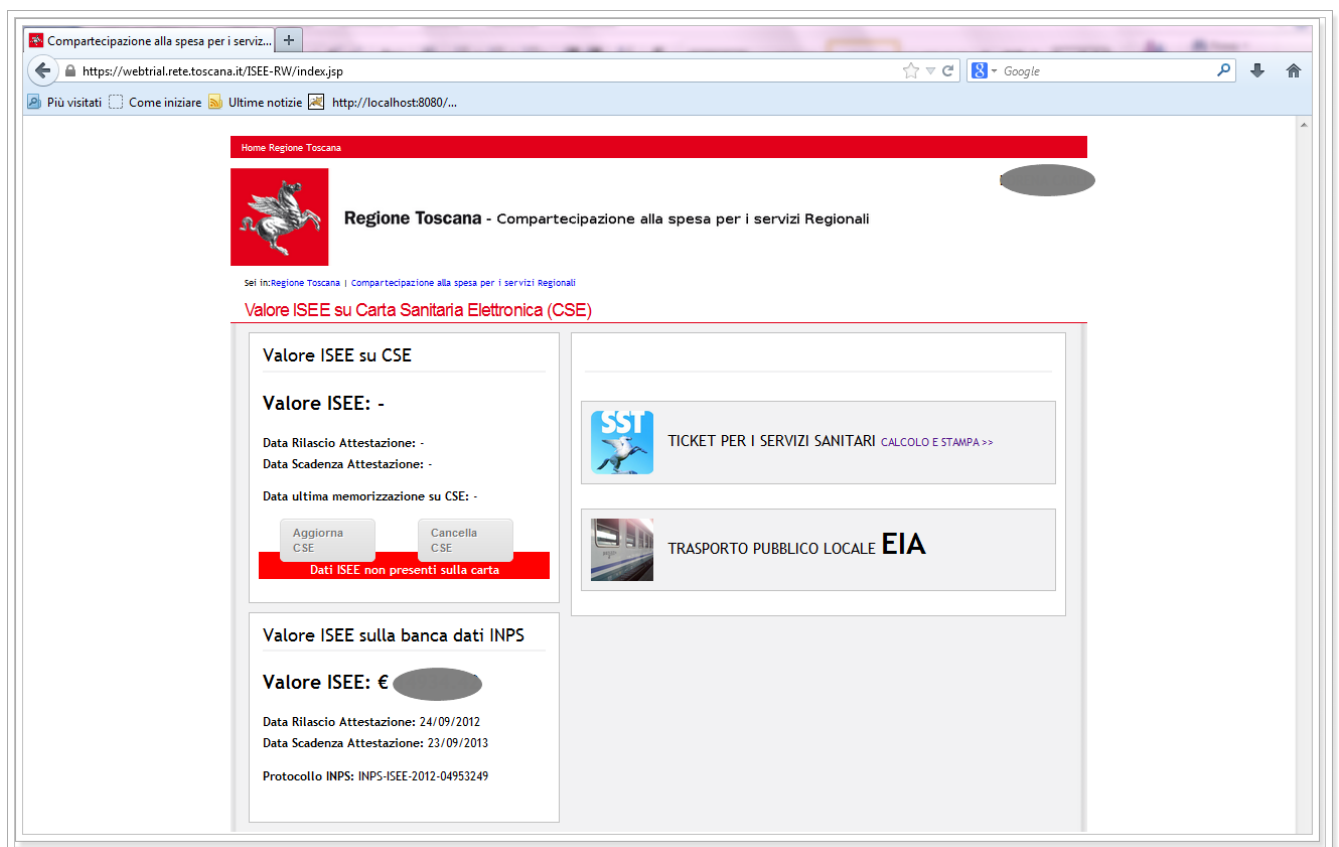 Compartecipazione alla spesa per i serviz...
https://webtrial.rete.toscana.it/ISEE-RW/index.jsp
Google
Più visitati Come iniziare Ultime notizie http://localhost:8080/...
Home Regione Toscana
Regione Toscana - Compartecipazione alla spesa per i servizi Regionali
Sei in:Regione Toscana | Compartecipazione alla spesa per i servizi Regionali
Valore ISEE su Carta Sanitaria Elettronica (CSE)
Valore ISEE su CSE
Valore ISEE: -
Data Rilascio Attestazione: -
Data Scadenza Attestazione: -
Data ultima memorizzazione su CSE: -
Aggiorna CSE
Cancella CSE
Dati ISEE non presenti sulla carta
SST
TICKET PER I SERVIZI SANITARI CALCOLO E STAMPA >>
TRASPORTO PUBBLICO LOCALE EIA
Valore ISEE sulla banca dati INPS
Valore ISEE: €
Data Rilascio Attestazione: 24/09/2012
Data Scadenza Attestazione: 23/09/2013
Protocollo INPS: INPS-ISEE-2012-04953249